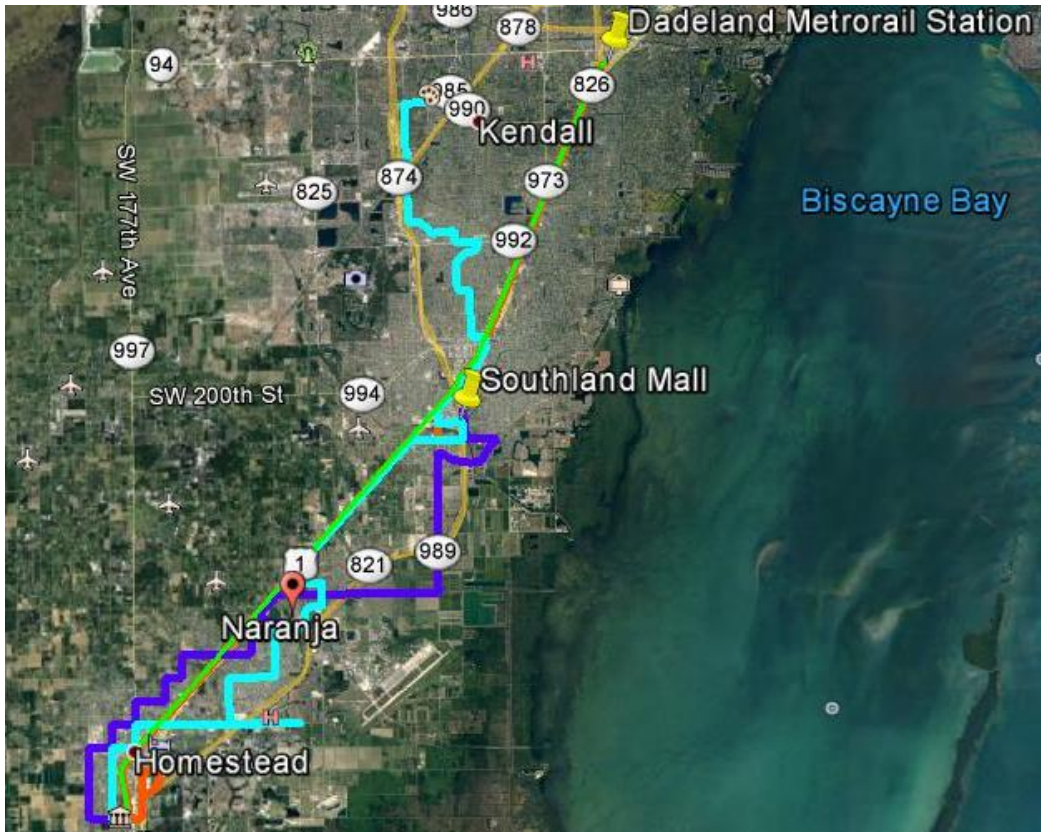 986
878
Dadeland Metrorail Station
94
H
826
985
990
Kendall
SW 177th Ave
874
973
825
Biscayne Bay
992
997
Southland Mall
SW 200th St
994
989
1
821
Naranja
H
Homestead